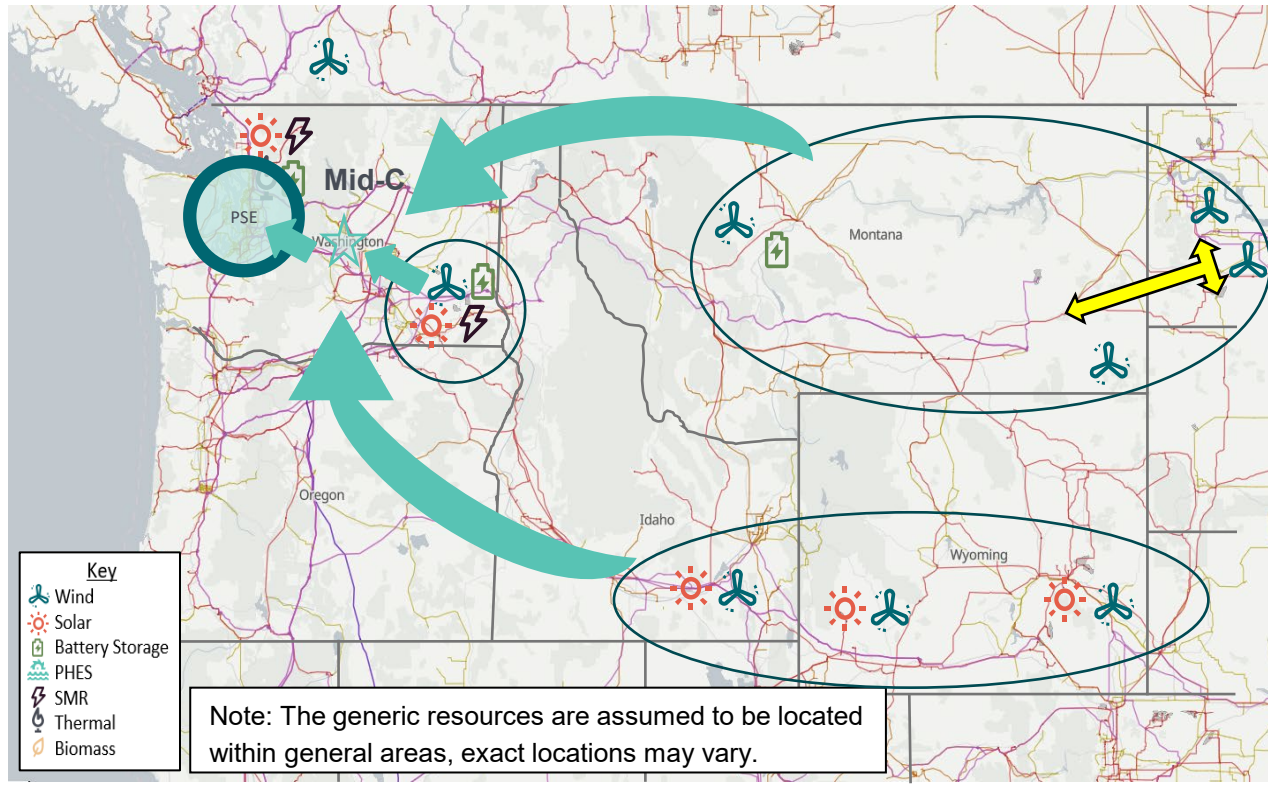 Mid-C
PSE
Washington
Montana
Oregon
Idaho
Wyoming
Key
Wind
Solar
Battery Storage
PHES
SMR
Thermal
Biomass
Note: The generic resources are assumed to be located
within general areas, exact locations may vary.